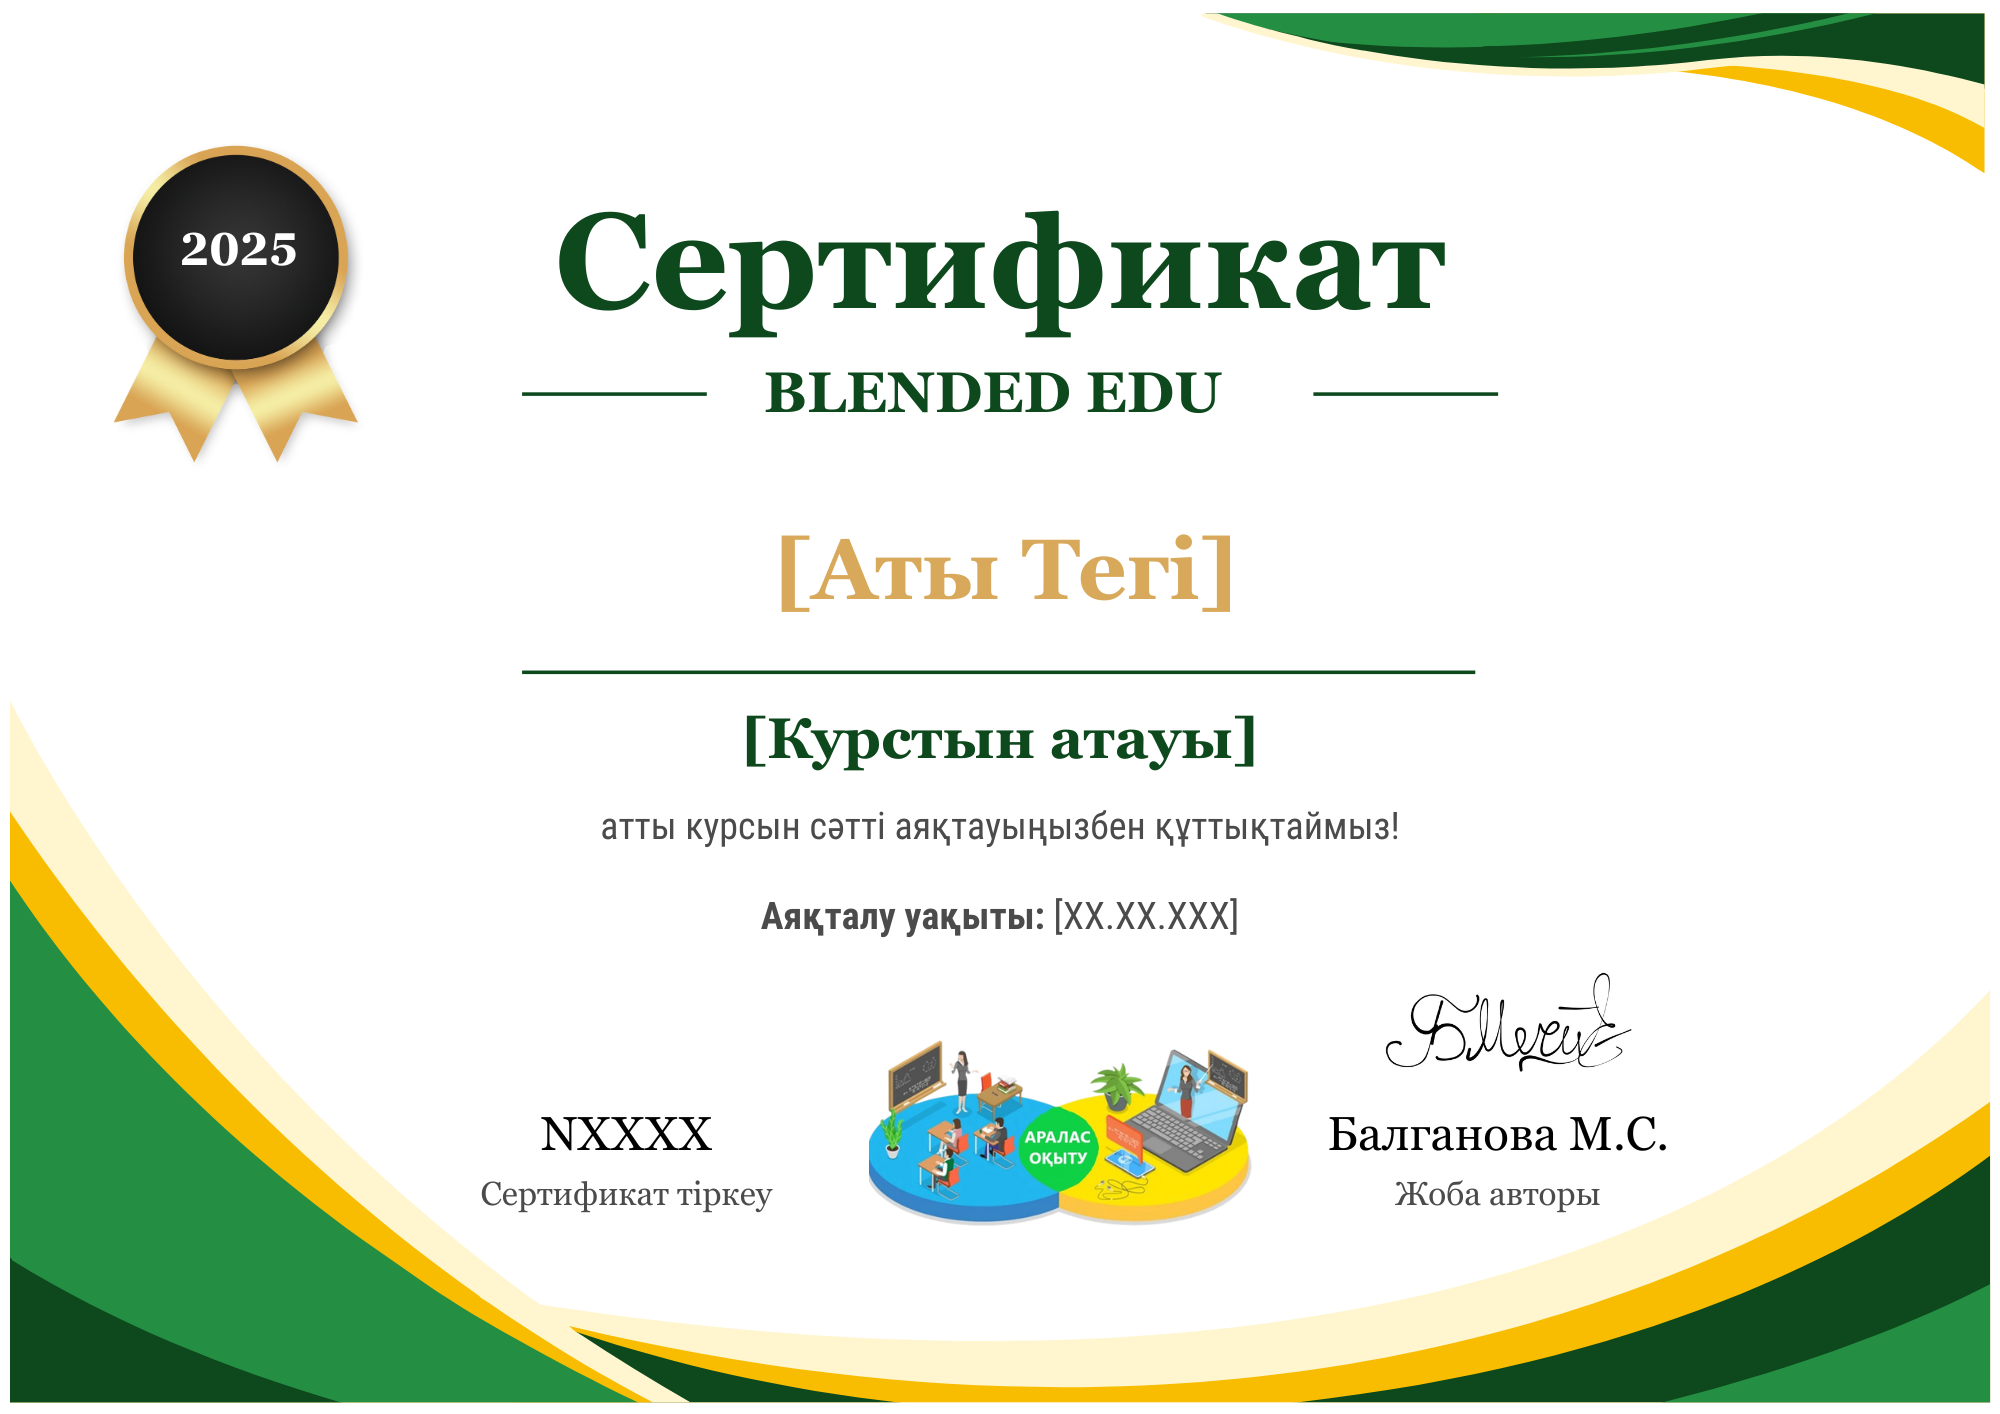 2025
Сертификат
BLENDED EDU
[Аты Тегі]
[Курстын атауы]
атты курсын сәтті аяқтауыңызбен құттықтаймыз!
Аяқталу уақыты: [XX.XX.XXX]
NXXXX
Сертификат тіркеу
АРАЛАС
ОҚЫТУ
Балганова М.С.
Жоба авторы